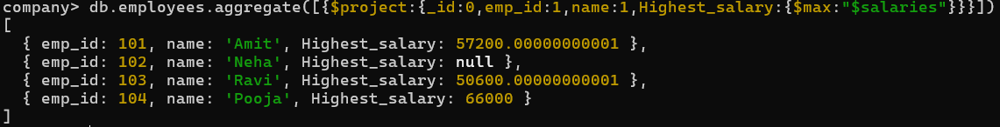 company> db.employees.aggregate([{$project:{_id:0,emp_id:1,name:1,Highest_salary:{$max:"$salaries"}}}])
[
  { emp_id: 101, name: 'Amit', Highest_salary: 57200.00000000001 },
  { emp_id: 102, name: 'Neha', Highest_salary: null },
  { emp_id: 103, name: 'Ravi', Highest_salary: 50600.00000000001 },
  { emp_id: 104, name: 'Pooja', Highest_salary: 66000 }
]